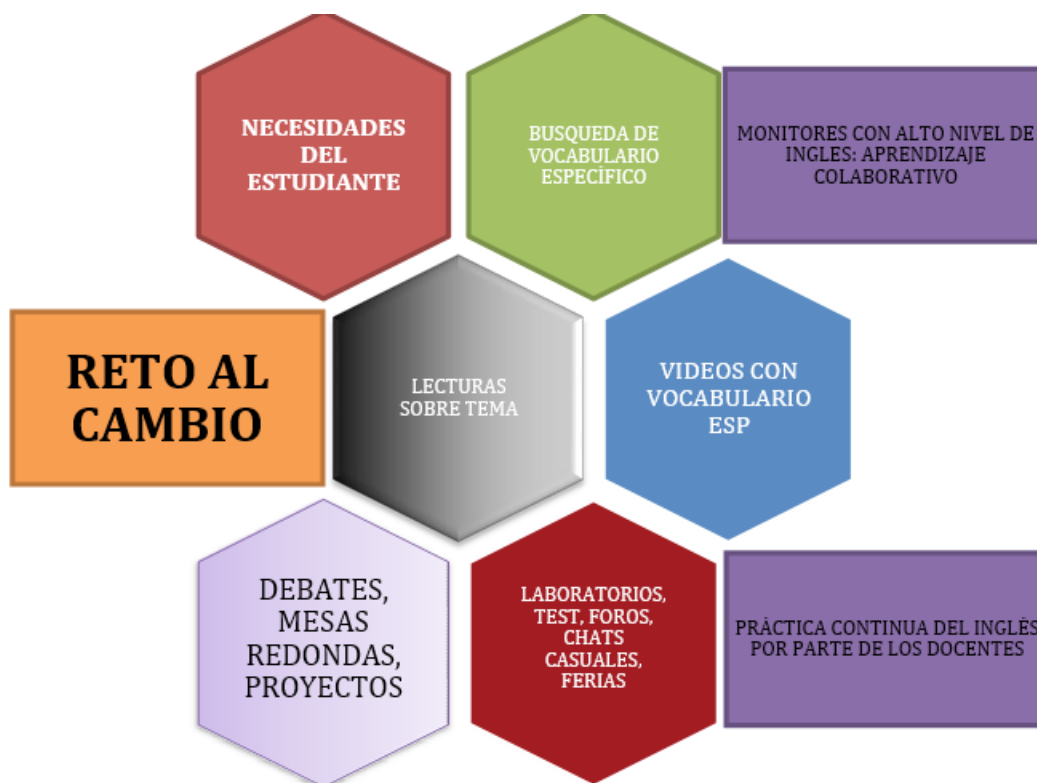 NECESIDADES
DEL
ESTUDIANTE
BUSQUEDA DE
VOCABULARIO
ESPECÍFICO
MONITORES CON ALTO NIVEL DE
INGLES: APRENDIZAJE
COLABORATIVO
RETO AL
CAMBIO
LECTURAS
SOBRE TEMA
VIDEOS CON
VOCABULARIO
ESP
DEBATES,
MESAS
REDONDAS,
PROYECTOS
LABORATORIOS,
TEST, FOROS,
CHATS
CASUALES,
FERIAS
PRÀCTICA CONTINUA DEL INGLÈS
POR PARTE DE LOS DOCENTES